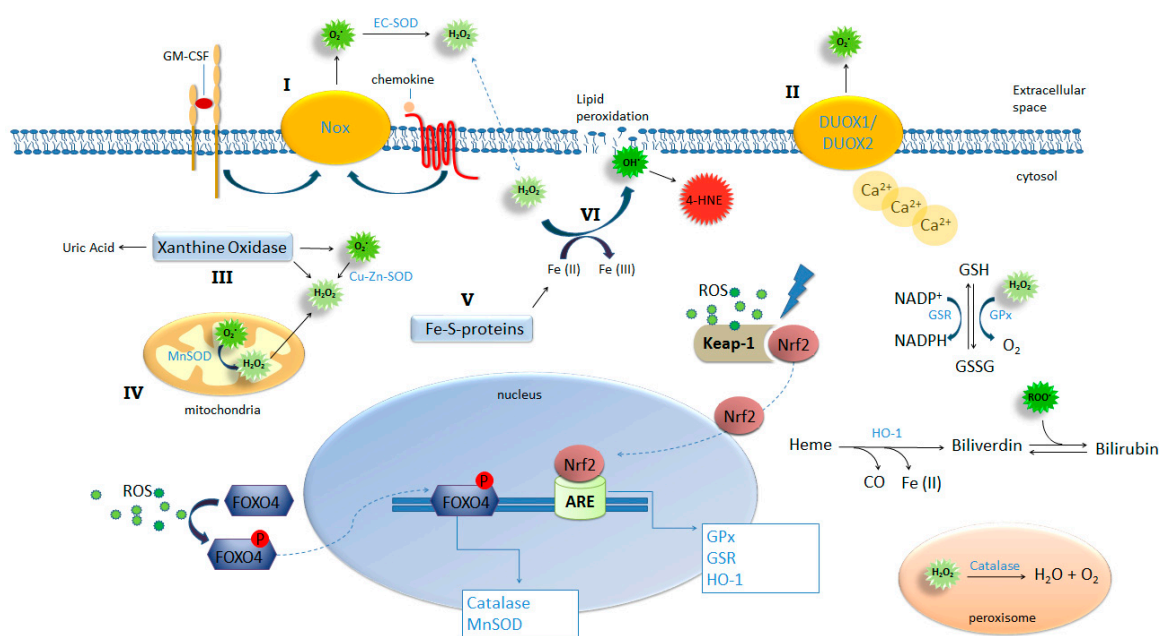 EC-SOD
O₂•
H₂O₂
O₂•
GM-CSF
I
chemokine
II
Extracellular
space
Lipid
peroxidation
Nox
DUOX1/
DUOX2
OH•
cytosol
H₂O₂
4-HNE
Ca²⁺
Ca²⁺
Ca²⁺
VI
Uric Acid
Xanthine Oxidase
O₂•
Fe (II)
Fe (III)
III
Cu-Zn-SOD
H₂O₂
V
ROS
GSH
H₂O₂
NADP⁺
GSR
GPx
Fe-S-proteins
Keap-1
Nrf2
NADPH
O₂
GSSG
O₂•
MnSOD
H₂O₂
IV
mitochondria
nucleus
Nrf2
ROO•
Heme
HO-1
Biliverdin
Bilirubin
CO
Fe (II)
Nrf2
ARE
ROS
FOXO4
P
FOXO4
P
FOXO4
GPx
GSR
HO-1
Catalase
MnSOD
H₂O₂
Catalase
H₂O + O₂
peroxisome